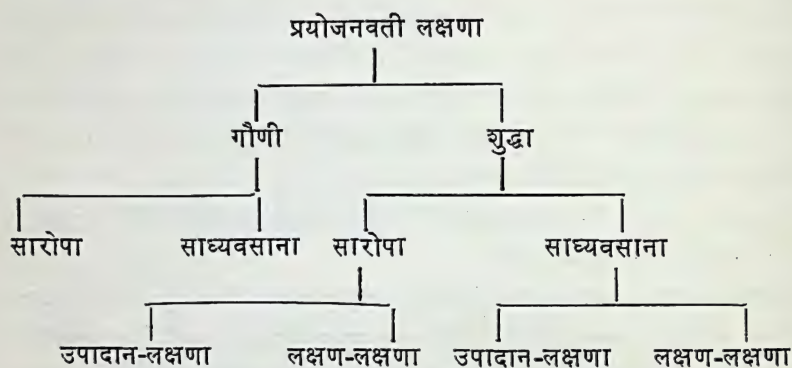 प्रयोजनवती लक्षणा
गौणी शुद्धा
सारोपा साध्यवसाना सारोपा साध्यवसाना
उपादान-लक्षणा लक्षण-लक्षणा उपादान-लक्षणा लक्षण-लक्षणा